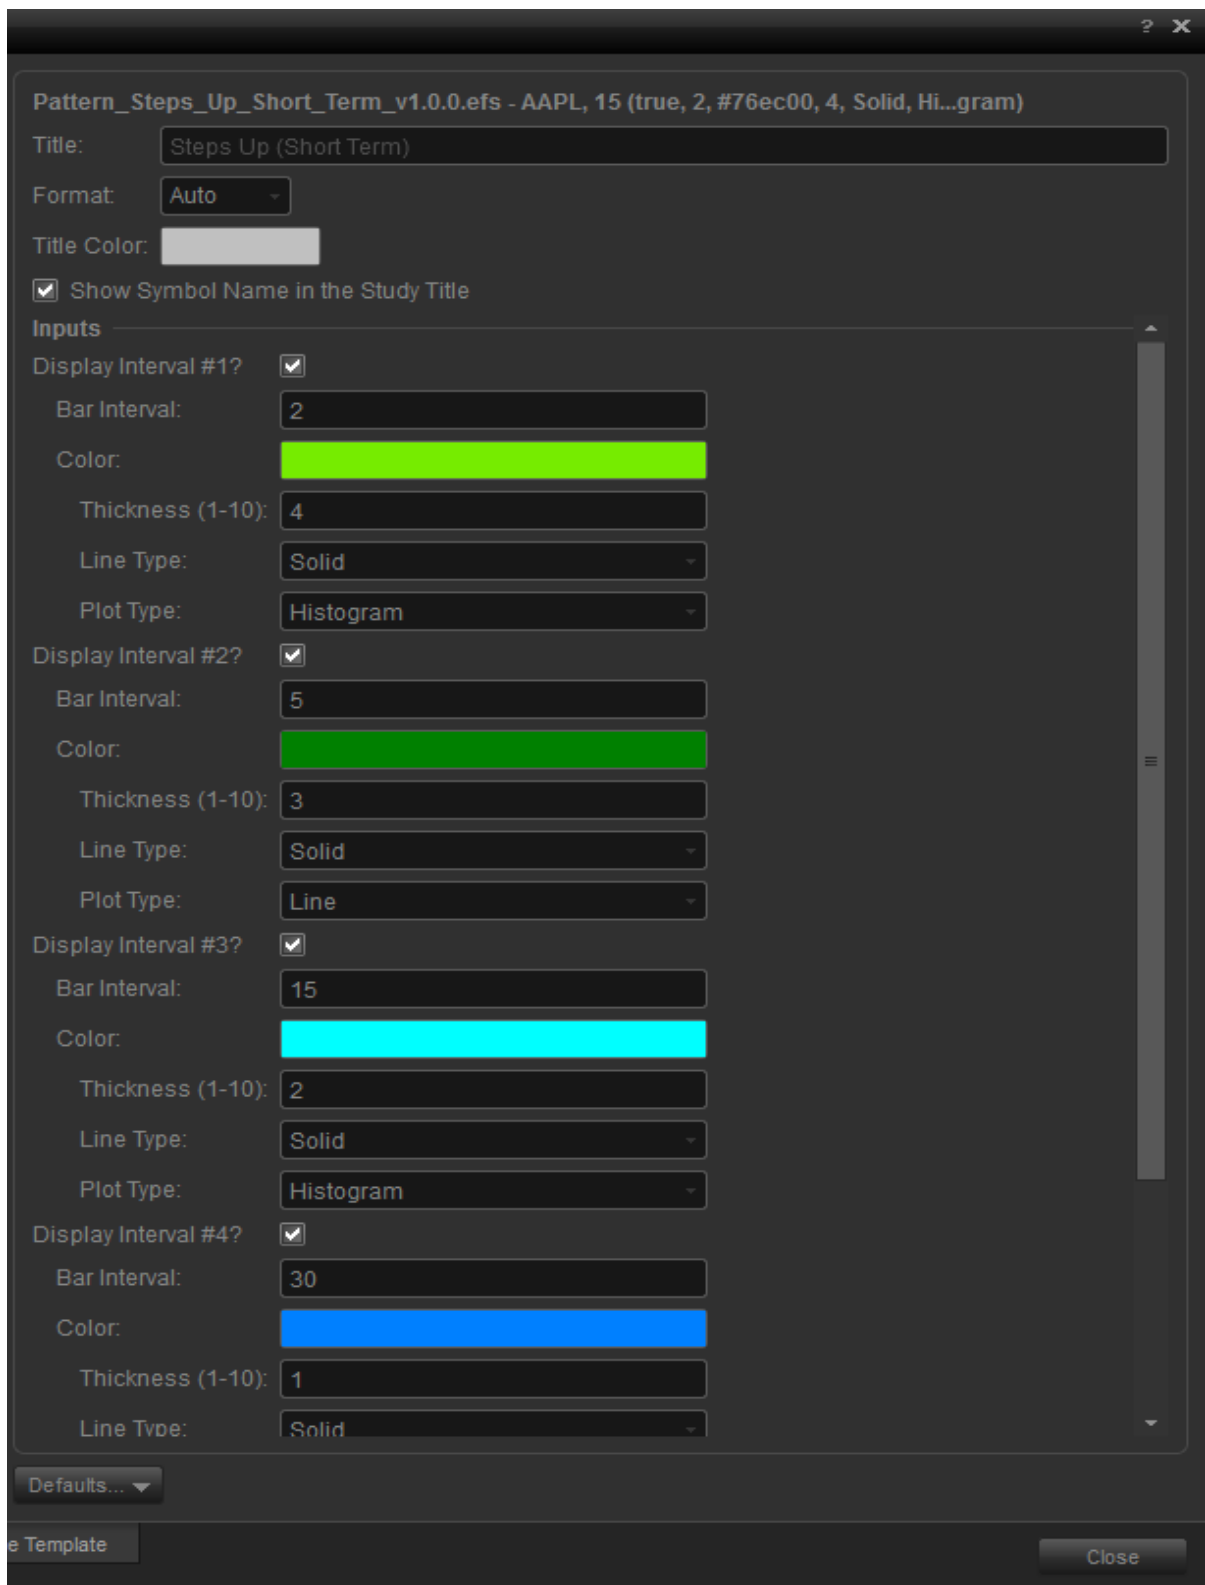 ?
Pattern_Steps_Up_Short_Term_v1.0.0.efs - AAPL, 15 (true, 2, #76ec00, 4, Solid, Hi...gram)
Title: Steps Up (Short Term)
Format: Auto
Title Color:
Show Symbol Name in the Study Title
Inputs
Display Interval #1?
Bar Interval: 2
Color:
Thickness (1-10): 4
Line Type: Solid
Plot Type: Histogram
Display Interval #2?
Bar Interval: 5
Color:
Thickness (1-10): 3
Line Type: Solid
Plot Type: Line
Display Interval #3?
Bar Interval: 15
Color:
Thickness (1-10): 2
Line Type: Solid
Plot Type: Histogram
Display Interval #4?
Bar Interval: 30
Color:
Thickness (1-10): 1
Line Type: Solid
Defaults...
e Template
Close